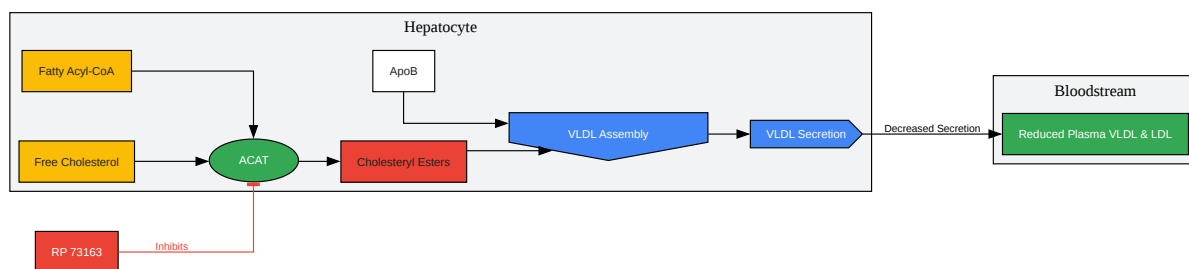 Hepatocyte
Fatty Acyl-CoA
ApoB
Bloodstream
VLDL Assembly
VLDL Secretion
Decreased Secretion
Reduced Plasma VLDL & LDL
Free Cholesterol
ACAT
Cholesteryl Esters
RP 73163
Inhibits